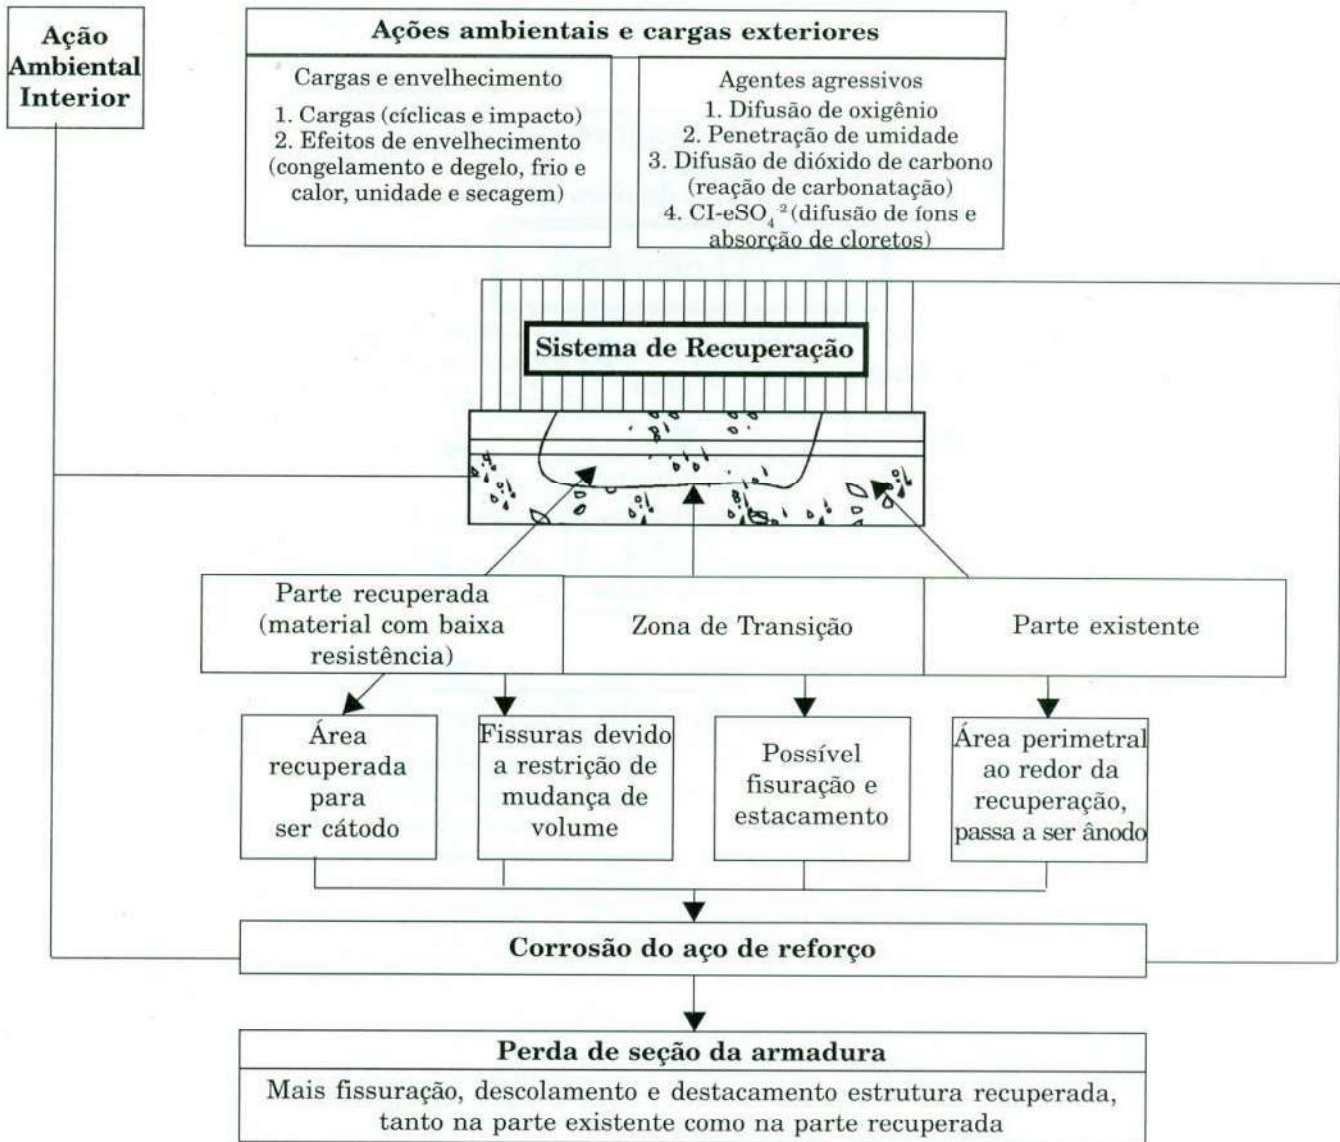 Ação
Ambiental
Interior
Ações ambientais e cargas exteriores
Cargas e envelhecimento
1. Cargas (cíclicas e impacto)
2. Efeitos de envelhecimento
(congelamento e degelo, frio e
calor, unidade e secagem)
Agentes agressivos
1. Difusão de oxigênio
2. Penetração de umidade
3. Difusão de dióxido de carbono
(reação de carbonatação)
4. CI-eSO₄⁻² (difusão de íons e
absorção de cloretos)
Sistema de Recuperação
Parte recuperada
(material com baixa
resistência)
Zona de Transição
Parte existente
Área
recuperada
para
ser cátodo
Fissuras devido
a restrição de
mudança de
volume
Possível
fisuração e
estacamento
Área perimetral
ao redor da
recuperação,
passa a ser ânodo
Corrosão do aço de reforço
Perda de seção da armadura
Mais fissuração, descolamento e destacamento estrutura recuperada,
tanto na parte existente como na parte recuperada